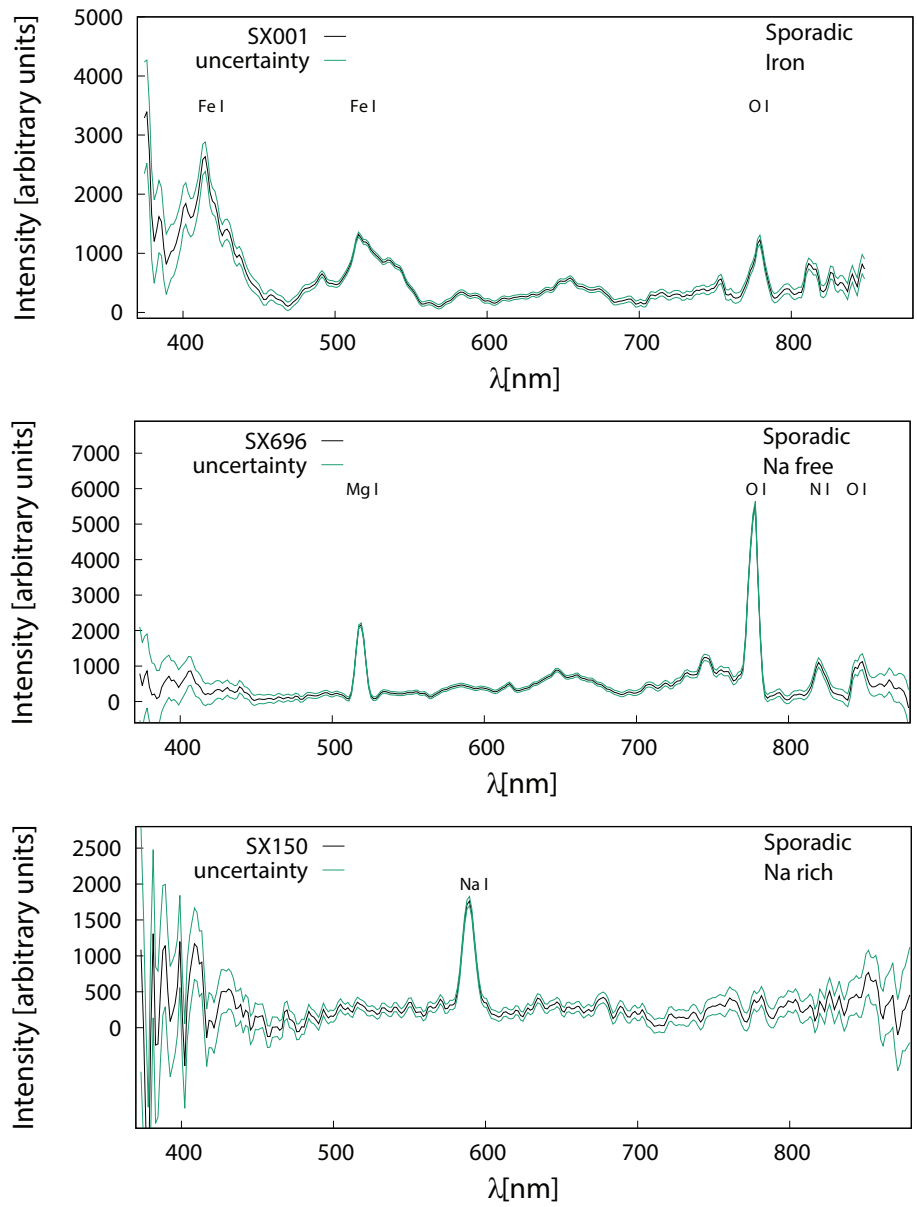 5000
SX001
Sporadic
uncertainty
Iron
4000
Fe I
Fe I
O I
3000
2000
1000
0
Intensity [arbitrary units]
400
500
600
700
800
λ[nm]
7000
SX696
Sporadic
uncertainty
Na free
6000
Mg I
O I
N I
O I
5000
4000
3000
2000
1000
0
Intensity [arbitrary units]
400
500
600
700
800
λ[nm]
2500
SX150
Sporadic
uncertainty
Na rich
2000
Na I
1500
1000
500
0
Intensity [arbitrary units]
400
500
600
700
800
λ[nm]